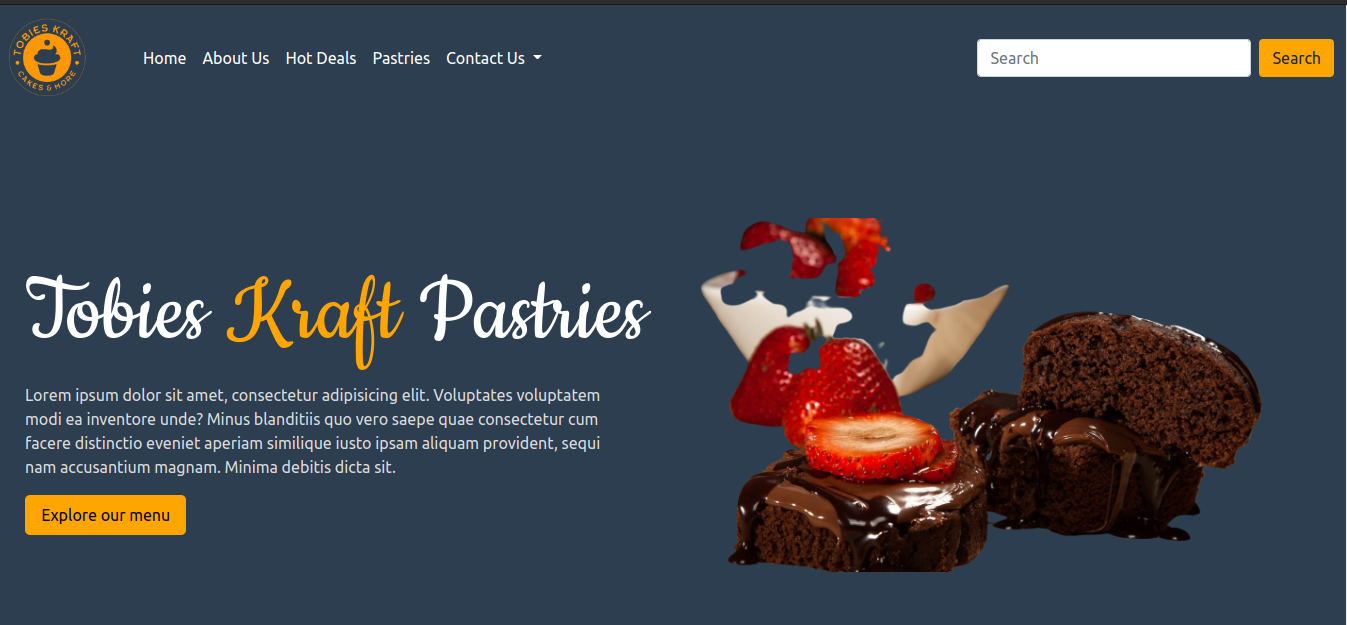 TOBIES KRAFT
CAKES & MORE
Home About Us Hot Deals Pastries Contact Us
Search Search
Tobies Kraft Pastries
Lorem ipsum dolor sit amet, consectetur adipisicing elit. Voluptates voluptatem
modi ea inventore unde? Minus blanditiis quo vero saepe quae consectetur cum
facere distinctio eveniet aperiam similique iusto ipsam aliquam provident, sequi
nam accusantium magnam. Minima debitis dicta sit.
Explore our menu